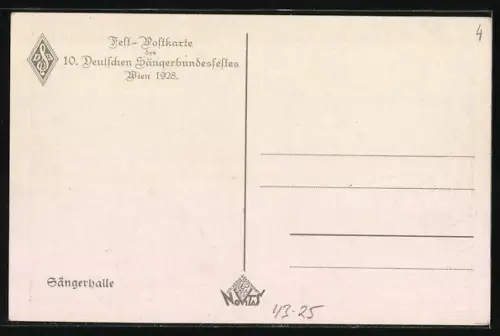 Fest-Postkarte
des
10. Deutschen Sängerbundesfestes
Wien 1928.
4
Sängerhalle
43-25